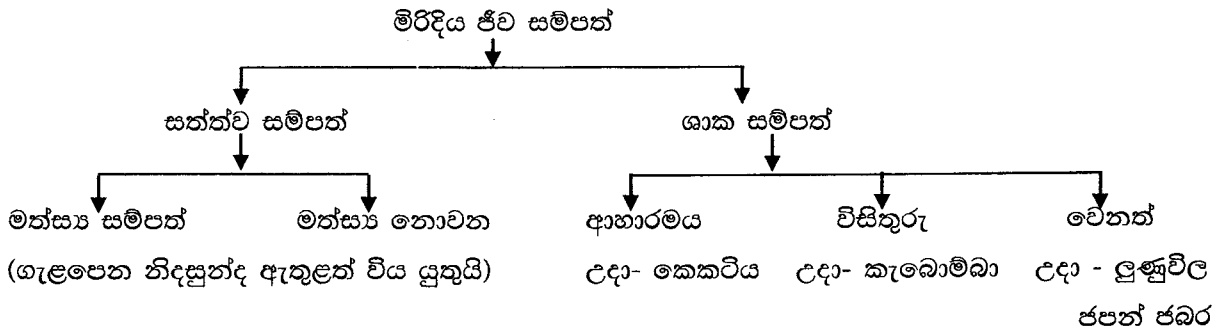 මිරිදිය ජීව සම්පත්
සත්ත්ව සම්පත් ශාක සම්පත්
මත්ස්‍ය සම්පත් මත්ස්‍ය නොවන ආහාරමය විසිතුරු වෙනත්
(ගැළපෙන නිදසුන්ද ඇතුළත් විය යුතුයි) උදා- කෙකටිය උදා- කැබොම්බා උදා - ලුණුවිල
ජපන් ජබර